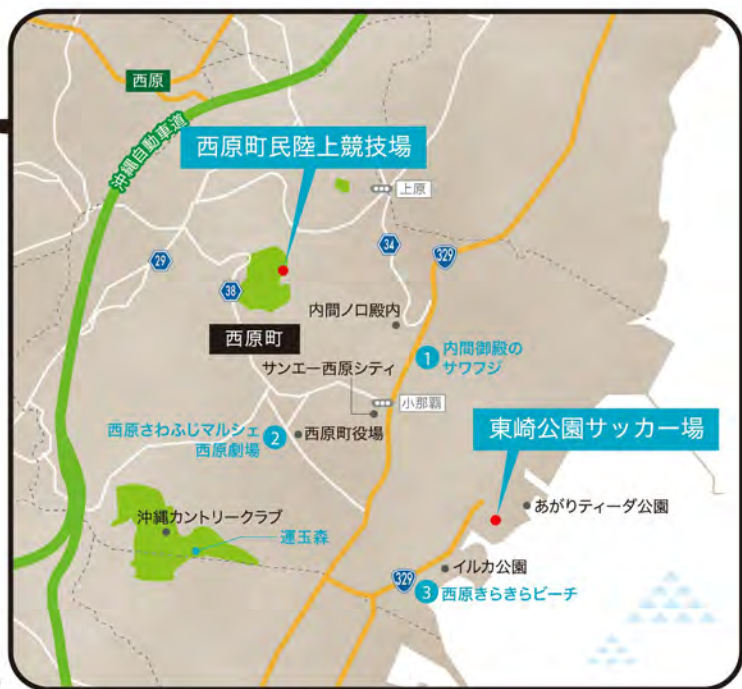 西原
沖縄自動車道
西原町民陸上競技場
上原
34
29
329
38
内間ノロ殿内
西原町
1 内間御殿の
サワフジ
サンエー西原シティ
小那覇
西原さわふじマルシェ
西原劇場
2
西原町役場
東崎公園サッカー場
あがりティーダ公園
沖縄カントリークラブ
運玉森
イルカ公園
329
3 西原きらきらビーチ